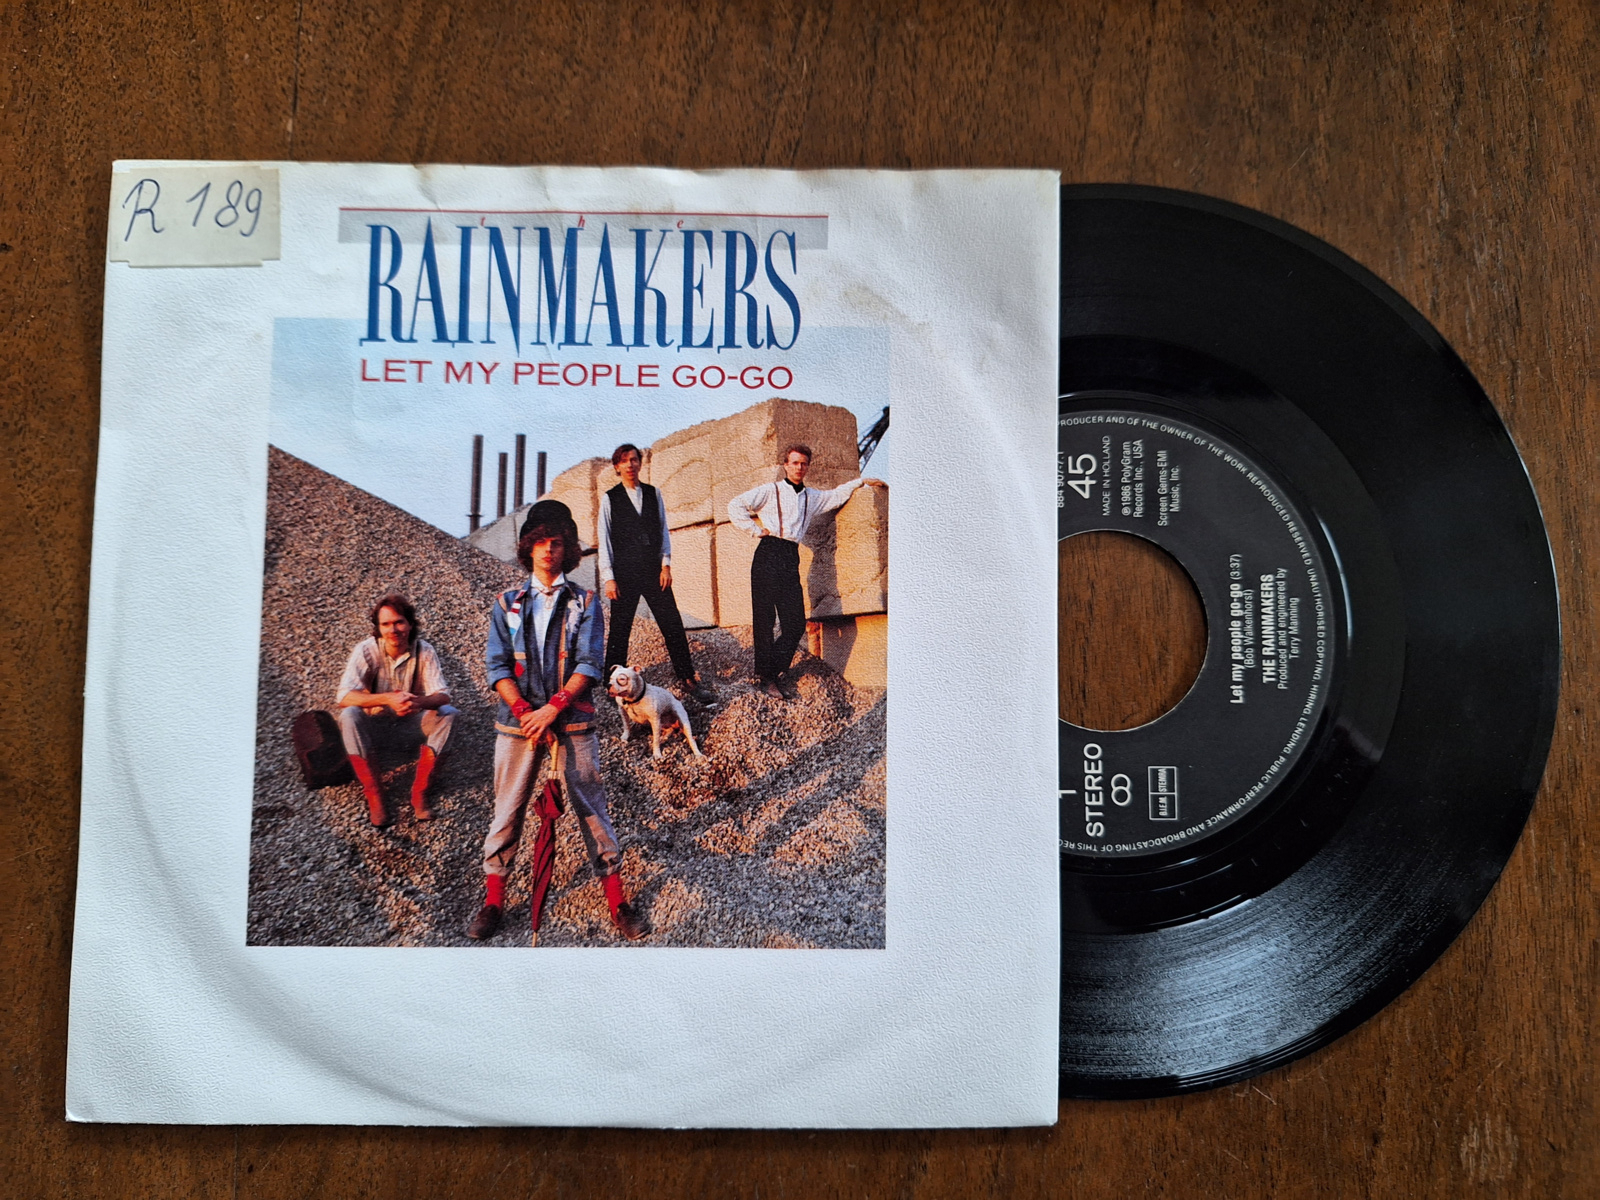 R 189
the
RAINMAKERS
LET MY PEOPLE GO-GO
PRODUCER AND OF THE OWNER OF THE WORK REPRODUCED RESERVED. UNAUTHORISED COPYING, HIRING, LENDING, PUBLIC PERFORMANCE AND BROADCASTING OF THIS REC
45
MADE IN HOLLAND
℗1986 PolyGram
Records Inc., USA
Screen Gems-EMI
Music, Inc.
Let my people go-go (3:37)
(Bob Walkenhorst)
THE RAINMAKERS
Produced and engineered by
Terry Manning
1
STEREO
B.I.E.M. STEMRA